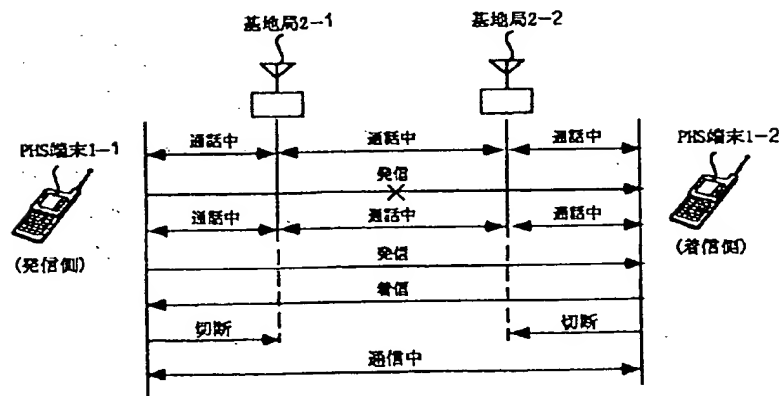 基地局2-1
基地局2-2
PHS端末1-1
PHS端末1-2
通話中
通話中
通話中
発信
通話中
通話中
通話中
(発信側)
(着信側)
発信
着信
切断
切断
通信中